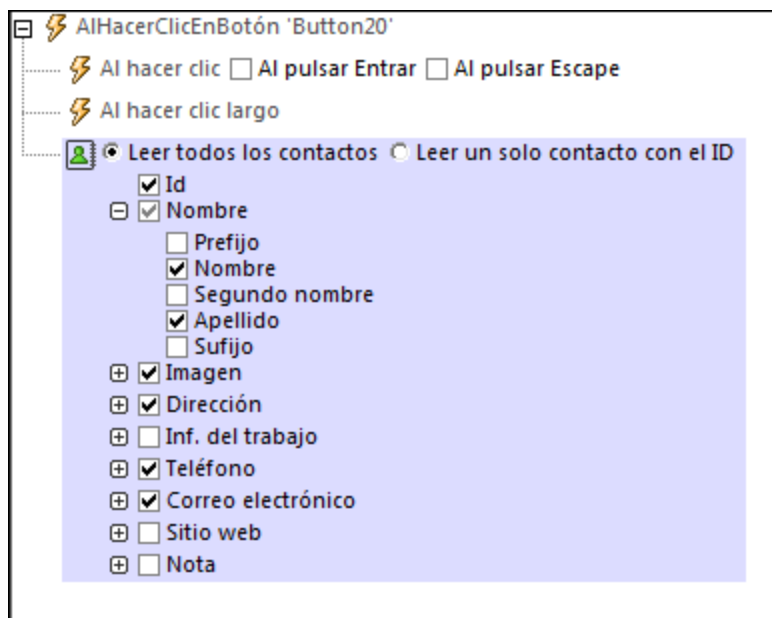 AlHacerClicEnBotón 'Button20'
Al hacer clic Al pulsar Entrar Al pulsar Escape
Al hacer clic largo
Leer todos los contactos Leer un solo contacto con el ID
Id
Nombre
Prefijo
Nombre
Segundo nombre
Apellido
Sufijo
Imagen
Dirección
Inf. del trabajo
Teléfono
Correo electrónico
Sitio web
Nota